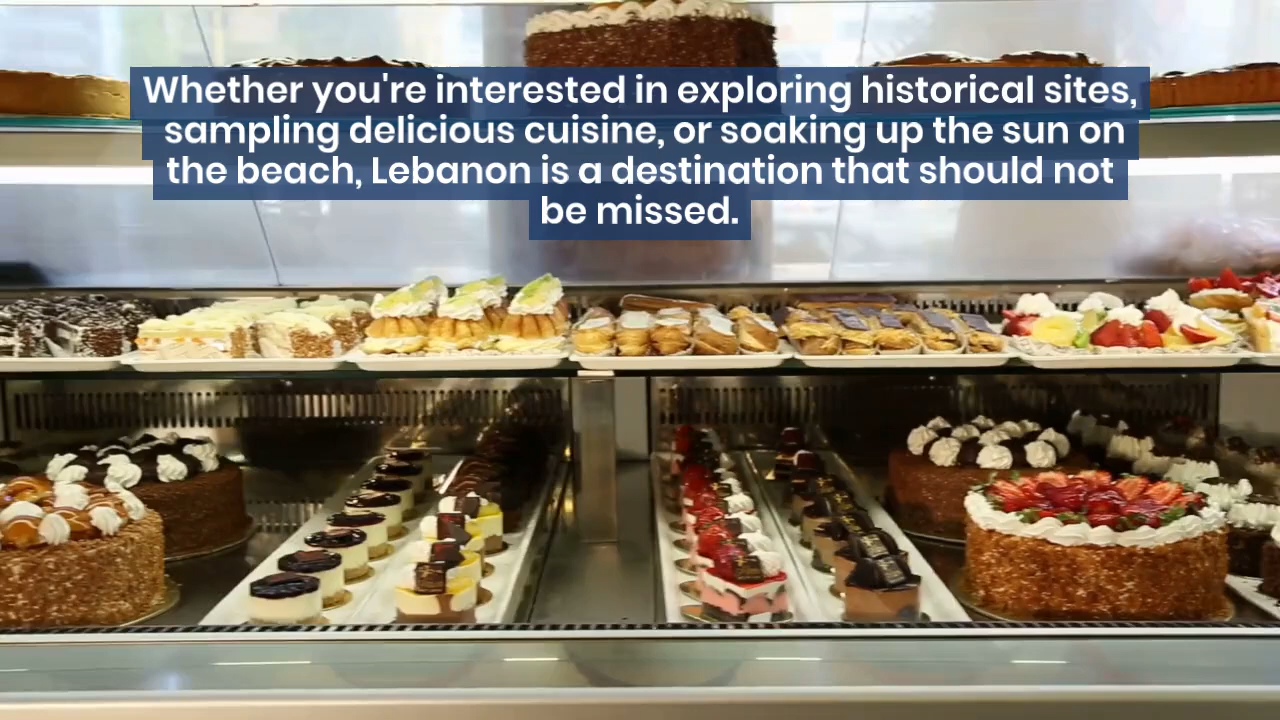 Whether you're interested in exploring historical sites,
sampling delicious cuisine, or soaking up the sun on
the beach, Lebanon is a destination that should not
be missed.